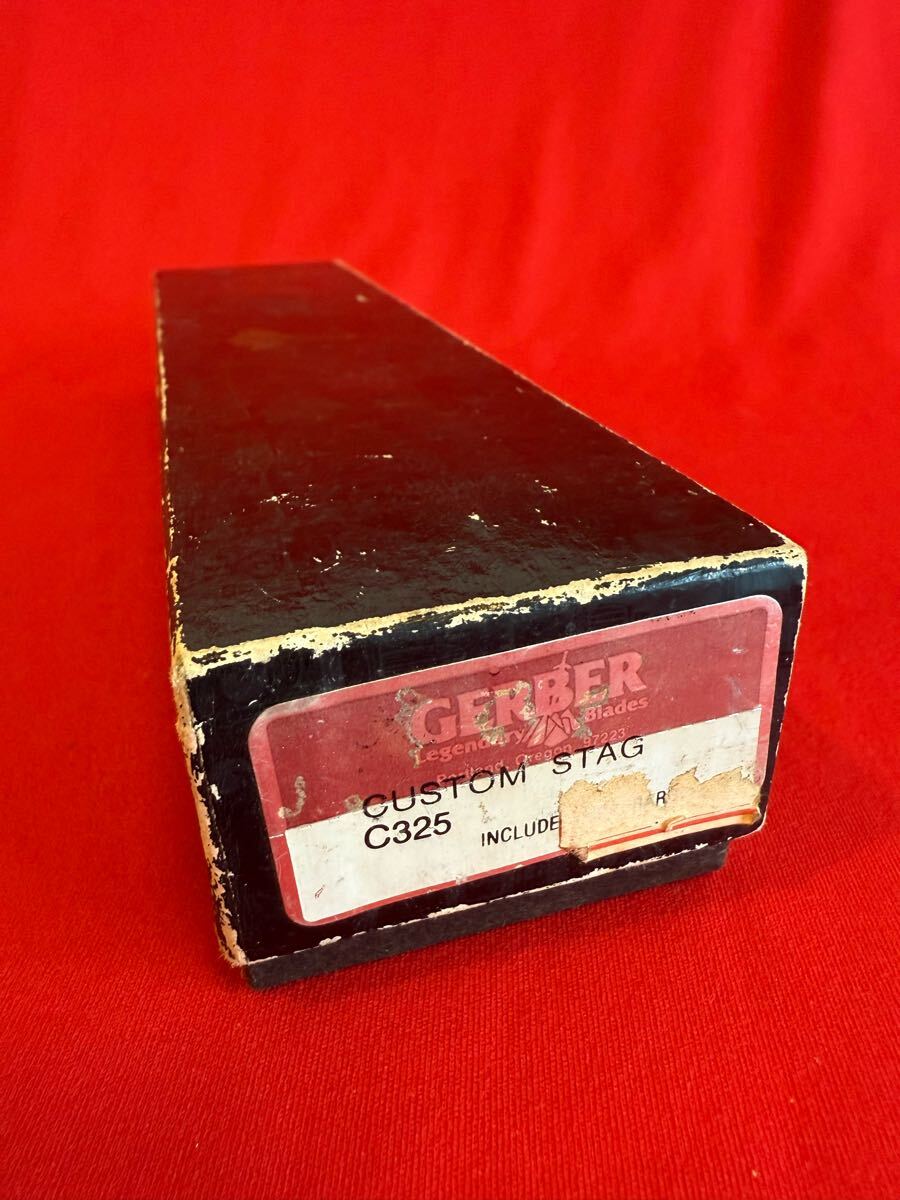 GERBER
Legendary Blades
Portland, Oregon 97223
CUSTOM STAG
C325
INCLUDE R